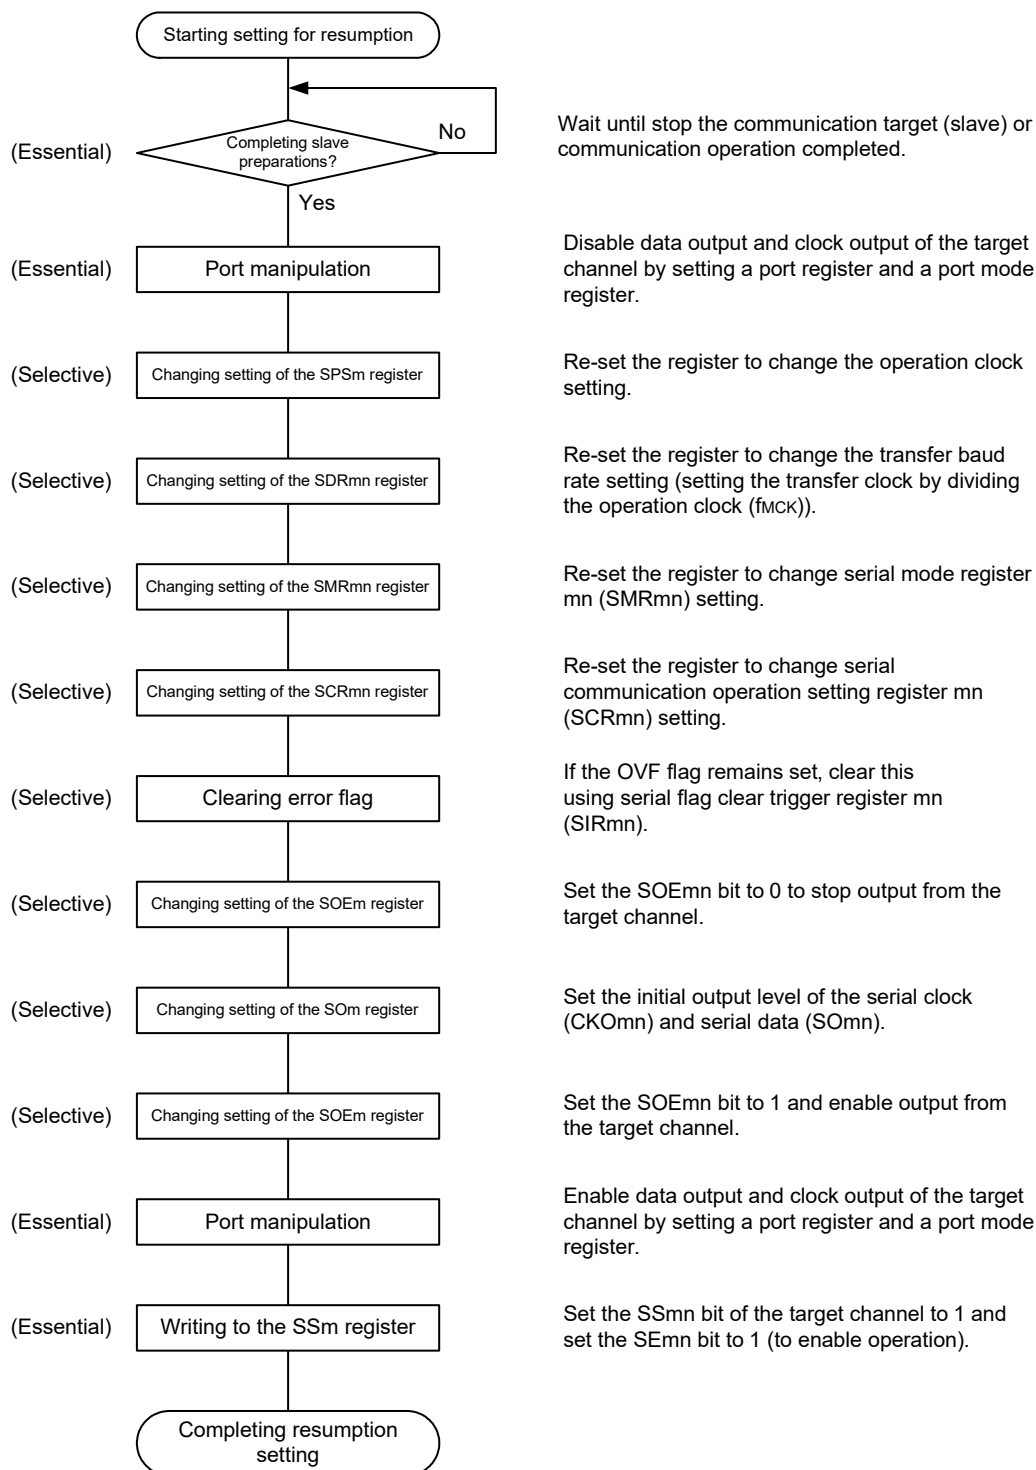 Starting setting for resumption
No
(Essential)
Completing slave
preparations?
Wait until stop the communication target (slave) or
communication operation completed.
Yes
(Essential)
Port manipulation
Disable data output and clock output of the target
channel by setting a port register and a port mode
register.
(Selective)
Changing setting of the SPSm register
Re-set the register to change the operation clock
setting.
(Selective)
Changing setting of the SDRmn register
Re-set the register to change the transfer baud
rate setting (setting the transfer clock by dividing
the operation clock (fMCK)).
(Selective)
Changing setting of the SMRmn register
Re-set the register to change serial mode register
mn (SMRmn) setting.
(Selective)
Changing setting of the SCRmn register
Re-set the register to change serial
communication operation setting register mn
(SCRmn) setting.
(Selective)
Clearing error flag
If the OVF flag remains set, clear this
using serial flag clear trigger register mn
(SIRmn).
(Selective)
Changing setting of the SOEm register
Set the SOEmn bit to 0 to stop output from the
target channel.
(Selective)
Changing setting of the SOm register
Set the initial output level of the serial clock
(CKOmn) and serial data (SOmn).
(Selective)
Changing setting of the SOEm register
Set the SOEmn bit to 1 and enable output from
the target channel.
(Essential)
Port manipulation
Enable data output and clock output of the target
channel by setting a port register and a port mode
register.
(Essential)
Writing to the SSm register
Set the SSmn bit of the target channel to 1 and
set the SEmn bit to 1 (to enable operation).
Completing resumption
setting